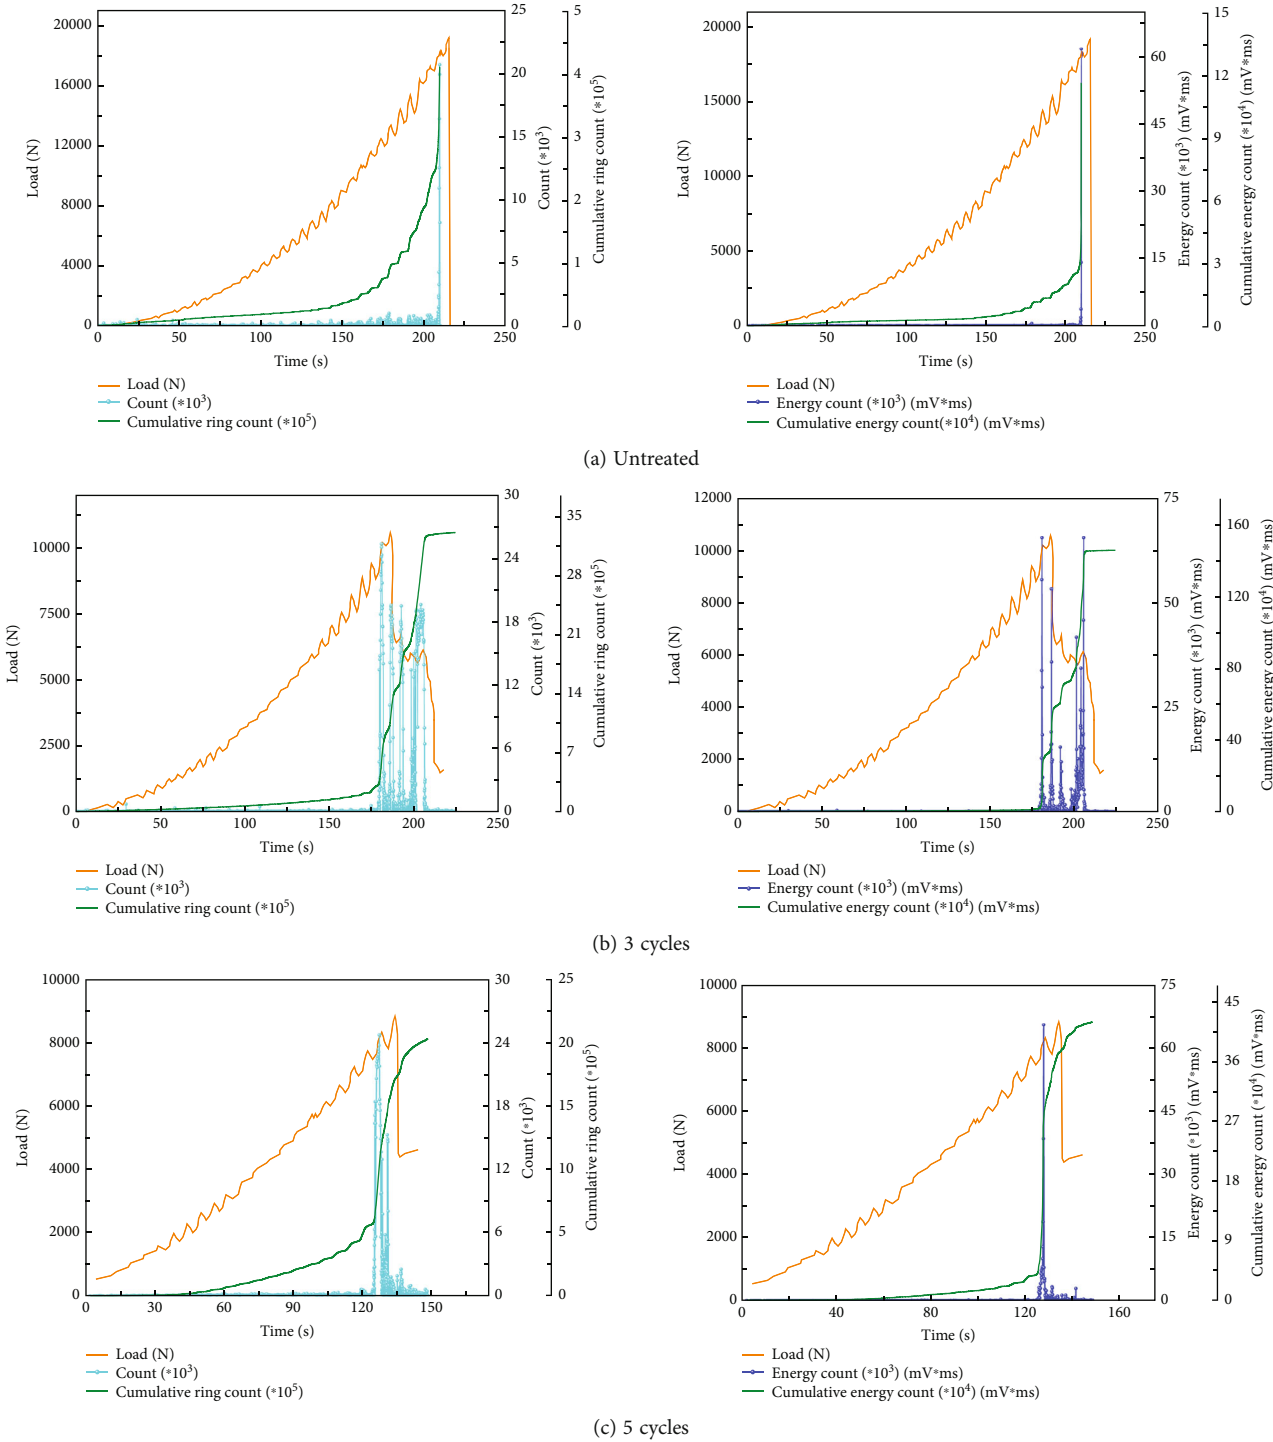 20000
16000
12000
8000
4000
0
Load (N)
0 50 100 150 200 250
Time (s)
25
20
15
10
5
0
Count (*10³)
5
4
3
2
1
0
Cumulative ring count (*10⁵)
Load (N)
Count (*10³)
Cumulative ring count (*10⁵)
20000
15000
10000
5000
0
Load (N)
0 50 100 150 200 250
Time (s)
60
45
30
15
0
Energy count (*10³) (mV*ms)
15
12
9
6
3
0
Cumulative energy count (*10⁴) (mV*ms)
Load (N)
Energy count (*10³) (mV*ms)
Cumulative energy count(*10⁴) (mV*ms)
(a) Untreated
10000
7500
5000
2500
0
Load (N)
0 50 100 150 200 250
Time (s)
30
24
18
12
6
0
Count (*10³)
35
28
21
14
7
0
Cumulative ring count (*10⁵)
Load (N)
Count (*10³)
Cumulative ring count (*10⁵)
12000
10000
8000
6000
4000
2000
0
Load (N)
0 50 100 150 200 250
Time (s)
75
50
25
0
Energy count (*10³) (mV*ms)
160
120
80
40
0
Cumulative energy count (*10⁴) (mV*ms)
Load (N)
Energy count (*10³) (mV*ms)
Cumulative energy count (*10⁴) (mV*ms)
(b) 3 cycles
10000
8000
6000
4000
2000
0
Load (N)
0 30 60 90 120 150
Time (s)
30
24
18
12
6
0
Count (*10³)
25
20
15
10
5
0
Cumulative ring count (*10⁵)
Load (N)
Count (*10³)
Cumulative ring count (*10⁵)
10000
8000
6000
4000
2000
0
Load (N)
0 40 80 120 160
Time (s)
75
60
45
30
15
0
Energy count (*10³) (mV*ms)
45
36
27
18
9
0
Cumulative energy count (*10⁴) (mV*ms)
Load (N)
Energy count (*10³) (mV*ms)
Cumulative energy count (*10⁴) (mV*ms)
(c) 5 cycles